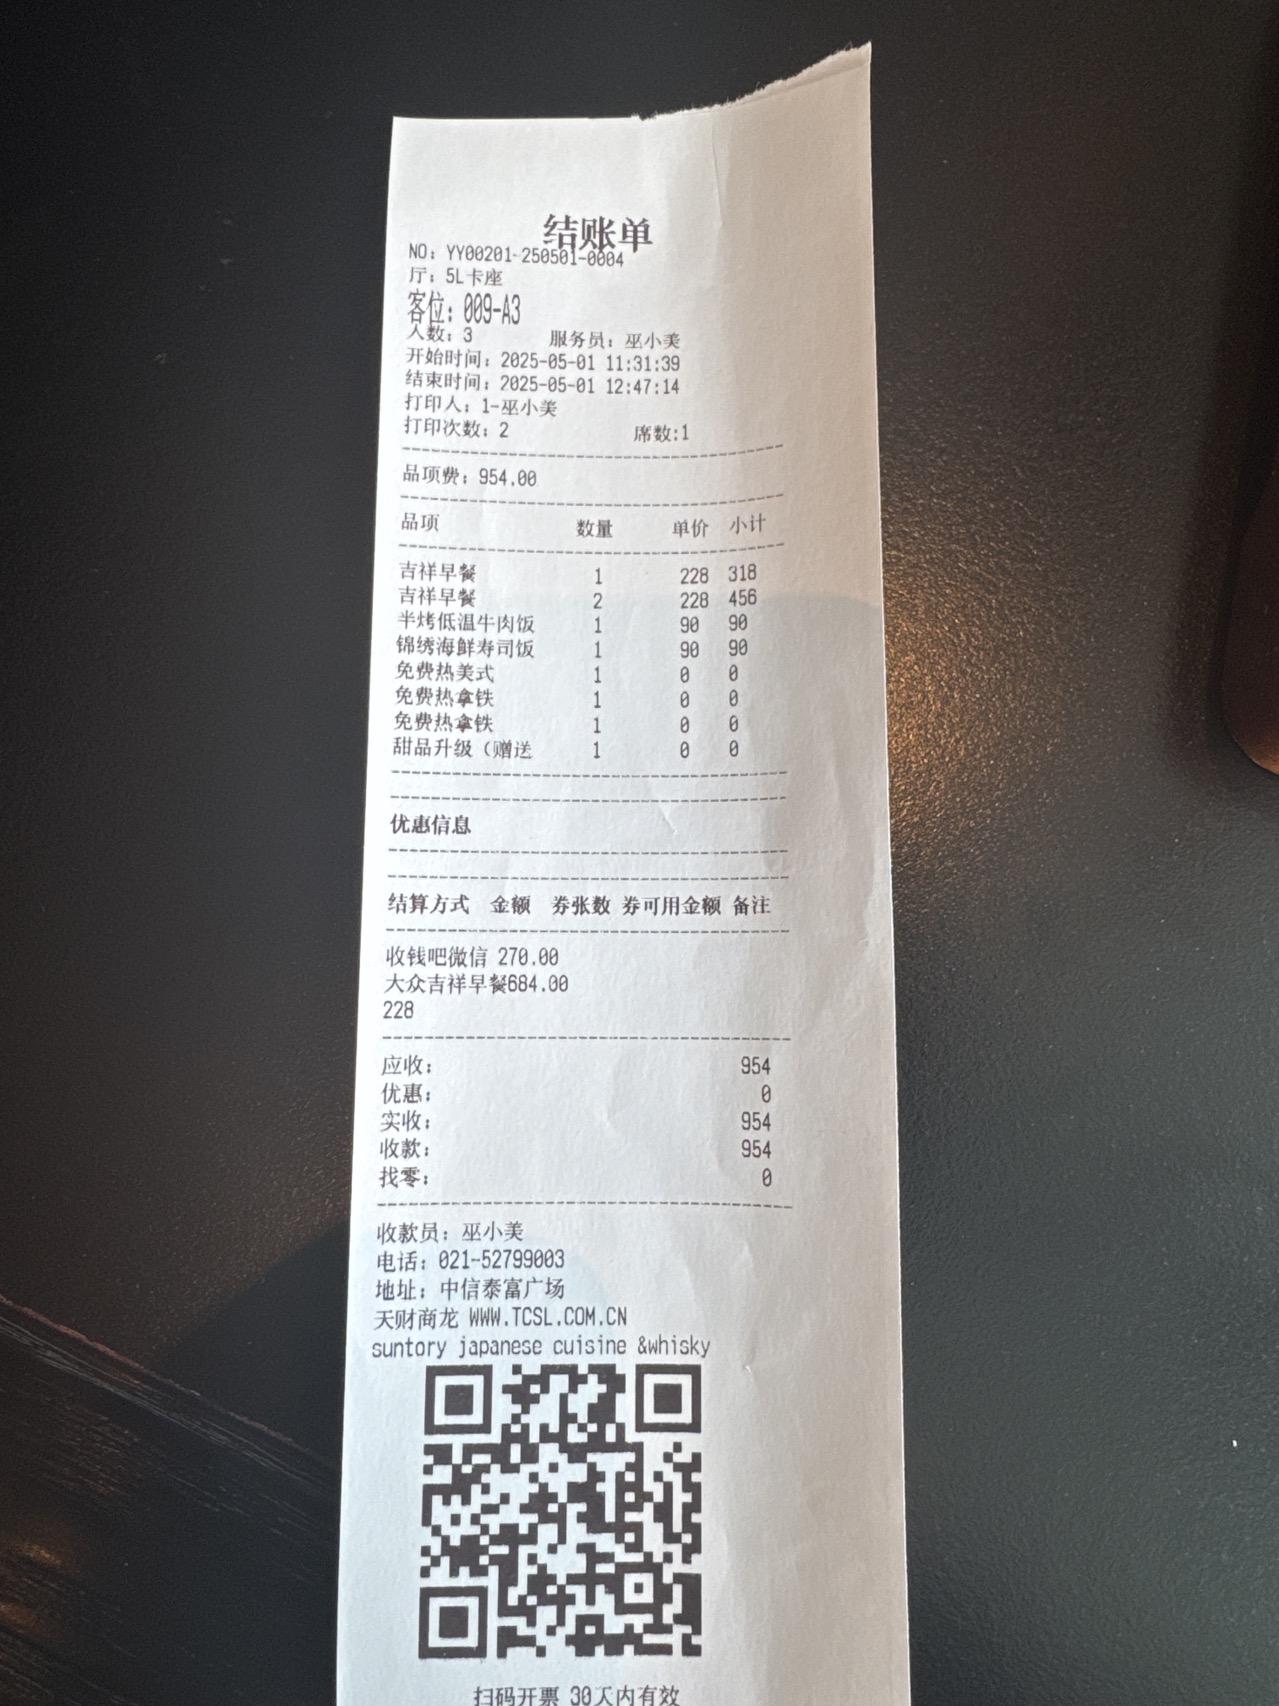 结账单
NO：YY00201-250501-0004
厅：5L卡座
客位：009-A3
人数：3 服务员：巫小美
开始时间：2025-05-01 11:31:39
结束时间：2025-05-01 12:47:14
打印人：1-巫小美
打印次数：2 席数:1
品项费：954.00
品项 数量 单价 小计
吉祥早餐 1 228 318
吉祥早餐 2 228 456
半烤低温牛肉饭 1 90 90
锦绣海鲜寿司饭 1 90 90
免费热美式 1 0 0
免费热拿铁 1 0 0
免费热拿铁 1 0 0
甜品升级（赠送 1 0 0
优惠信息
结算方式 金额 券张数 券可用金额 备注
收钱吧微信 270.00
大众吉祥早餐684.00
228
应收： 954
优惠： 0
实收： 954
收款： 954
找零： 0
收款员：巫小美
电话：021-52799003
地址：中信泰富广场
天财商龙 WWW.TCSL.COM.CN
suntory japanese cuisine &whisky
扫码开票 30天内有效